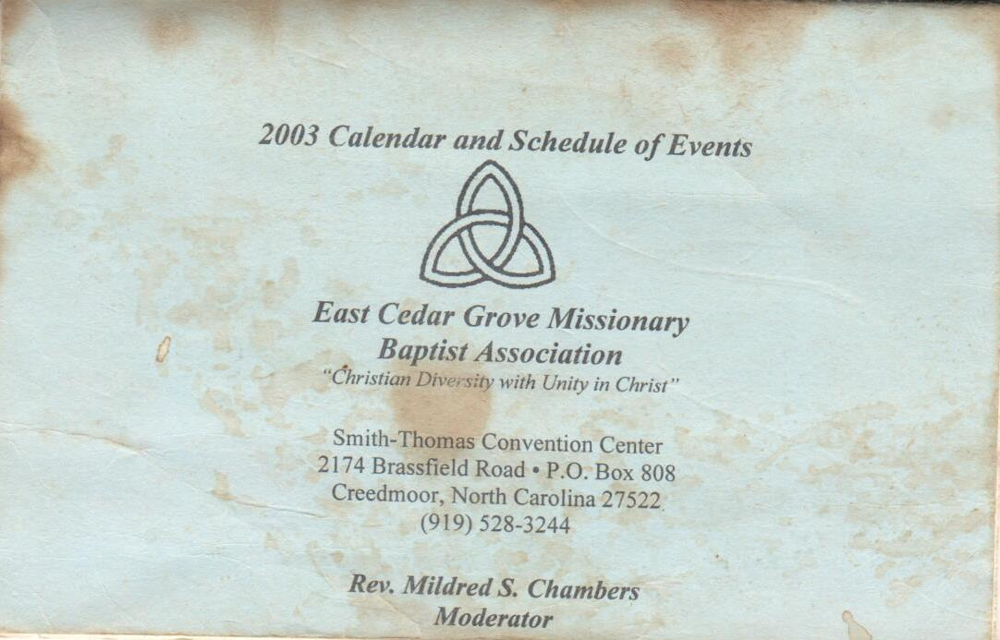 2003 Calendar and Schedule of Events
East Cedar Grove Missionary
Baptist Association
"Christian Diversity with Unity in Christ"
Smith-Thomas Convention Center
2174 Brassfield Road • P.O. Box 808
Creedmoor, North Carolina 27522
(919) 528-3244
Rev. Mildred S. Chambers
Moderator